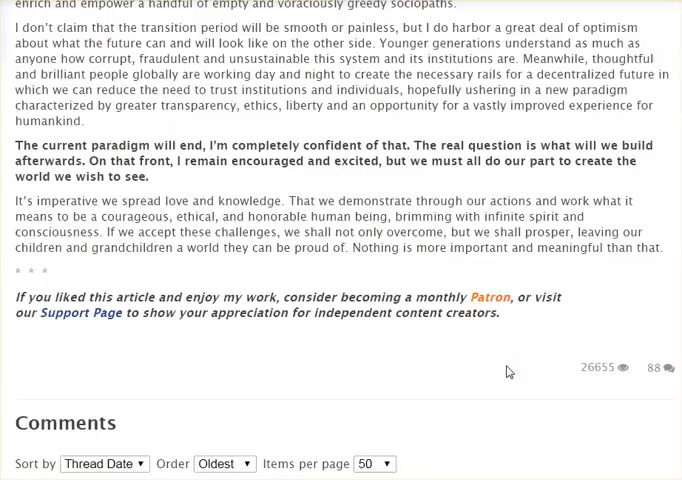 enrich and empower a handful of empty and voraciously greedy sociopaths.
I don't claim that the transition period will be smooth or painless, but I do harbor a great deal of optimism
about what the future can and will look like on the other side. Younger generations understand as much as
anyone how corrupt, fraudulent and unsustainable this system and its institutions are. Meanwhile, thoughtful
and brilliant people globally are working day and night to create the necessary rails for a decentralized future in
which we can reduce the need to trust institutions and individuals, hopefully ushering in a new paradigm
characterized by greater transparency, ethics, liberty and an opportunity for a vastly improved experience for
humankind.
The current paradigm will end, I'm completely confident of that. The real question is what will we build
afterwards. On that front, I remain encouraged and excited, but we must all do our part to create the
world we wish to see.
It's imperative we spread love and knowledge. That we demonstrate through our actions and work what it
means to be a courageous, ethical, and honorable human being, brimming with infinite spirit and
consciousness. If we accept these challenges, we shall not only overcome, but we shall prosper, leaving our
children and grandchildren a world they can be proud of. Nothing is more important and meaningful than that.
* * *
If you liked this article and enjoy my work, consider becoming a monthly Patron, or visit
our Support Page to show your appreciation for independent content creators.
26655 88
Comments
Sort by Thread Date Order Oldest Items per page 50